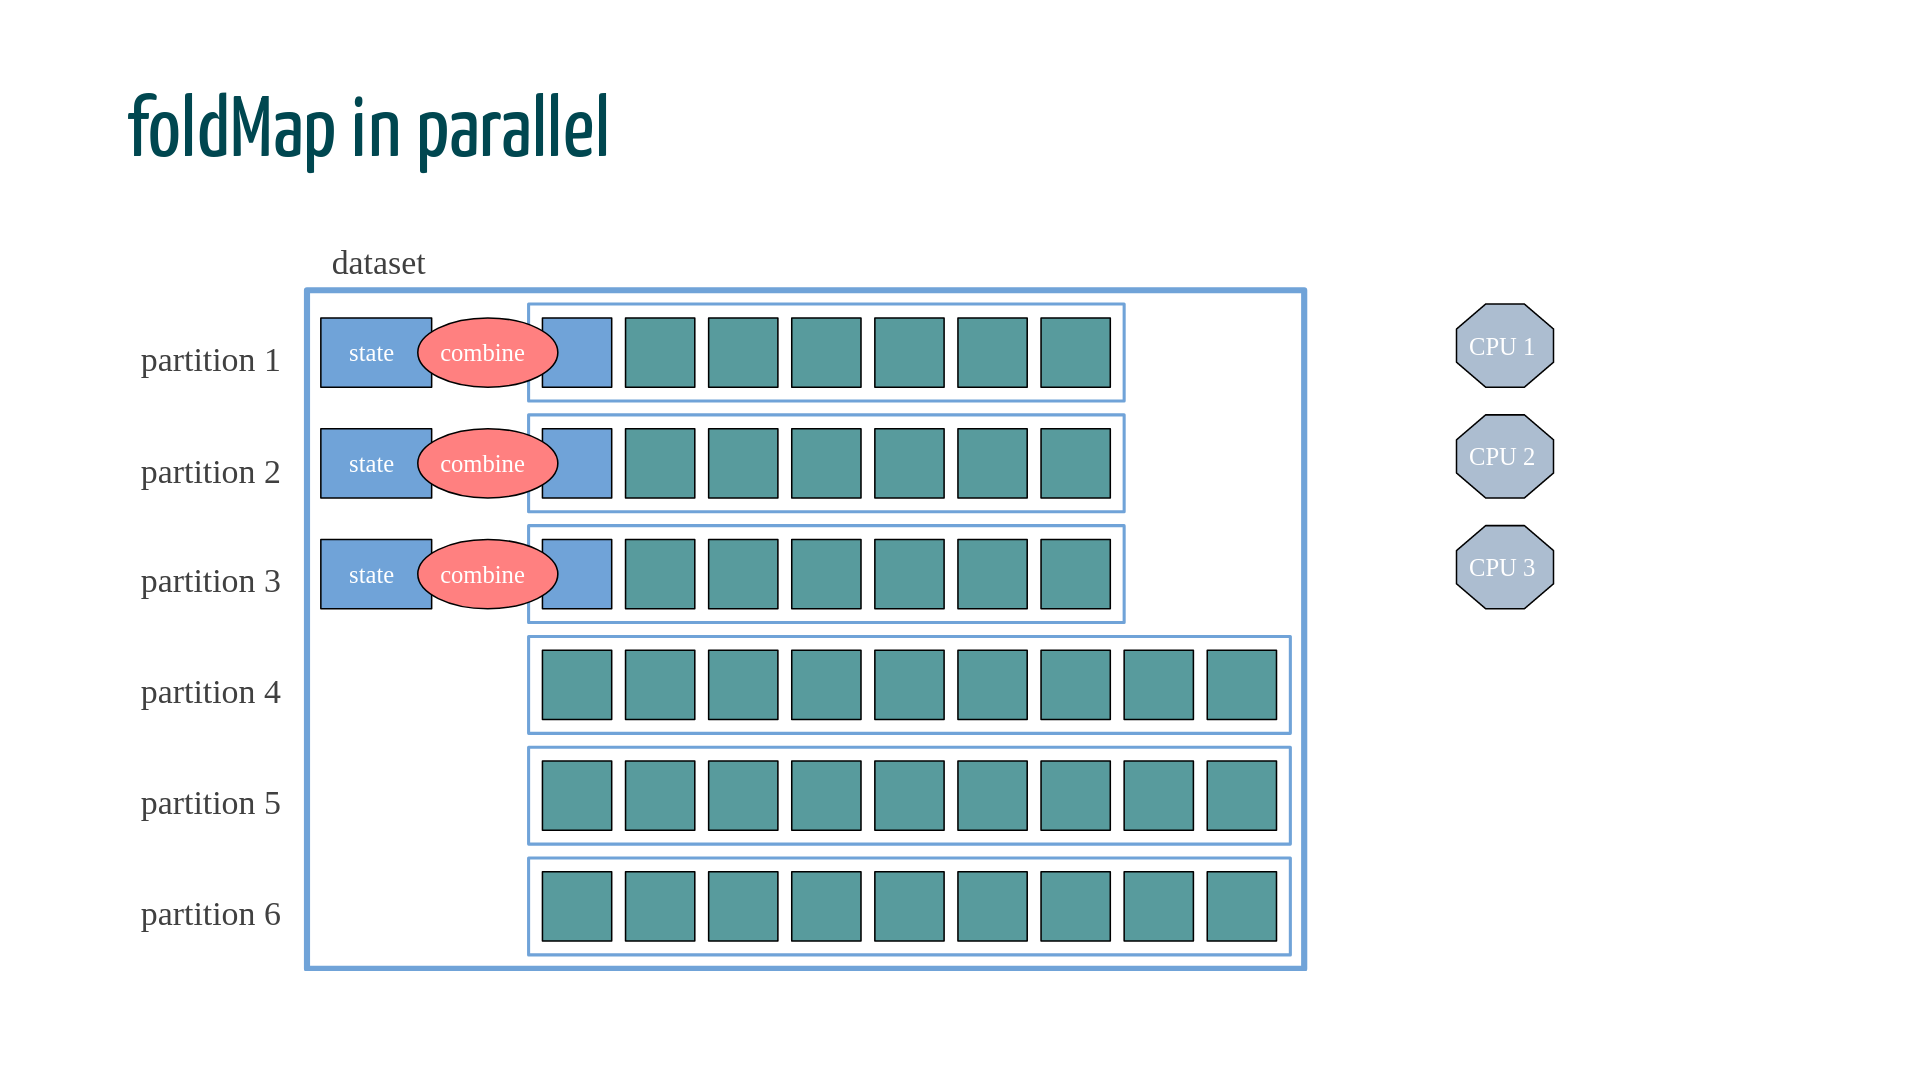 foldMap in parallel
dataset
partition 1
state
combine
CPU 1
partition 2
state
combine
CPU 2
partition 3
state
combine
CPU 3
partition 4
partition 5
partition 6